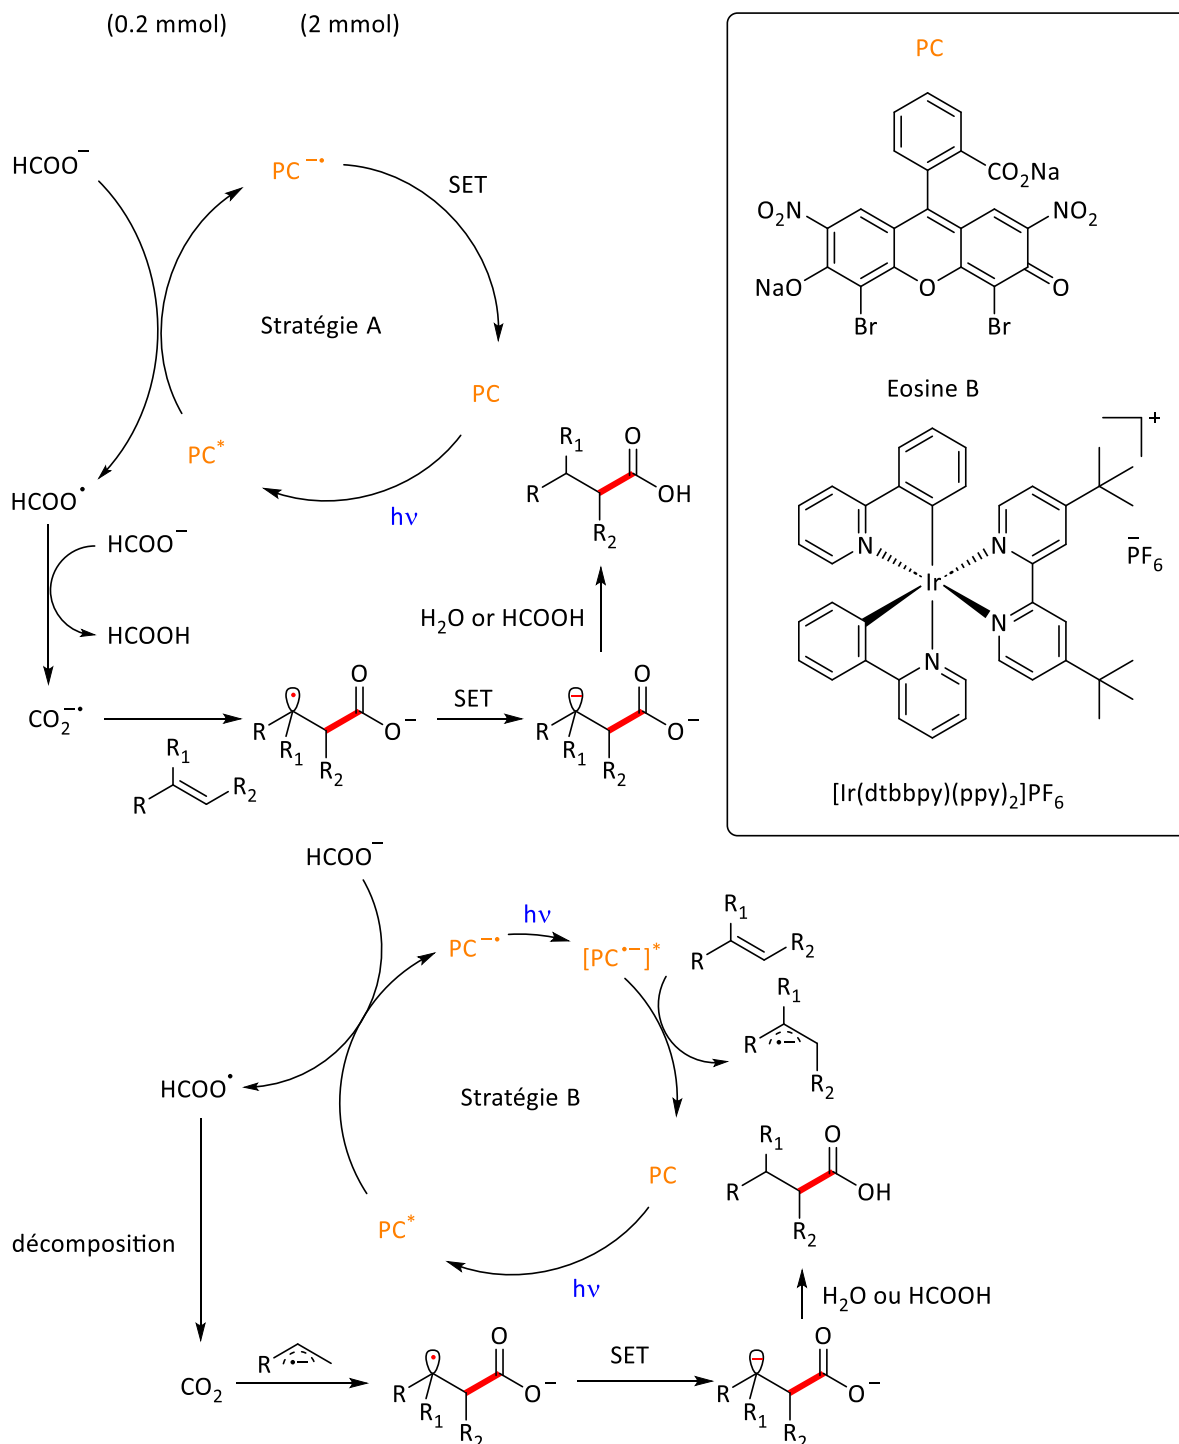 (0.2 mmol) (2 mmol)
PC
CO₂Na
O₂N
NO₂
NaO
O
O
Br
Br
Eosine B
HCOO⁻
PC⁻•
SET
Stratégie A
PC
PC*
hν
HCOO•
HCOO⁻
HCOOH
CO₂⁻•
R₁
R
R₂
R
R₁
R₂
O
O⁻
SET
R
R₁
R₂
O
O⁻
H₂O or HCOOH
R₁
O
R
OH
R₂
N
N
Ir
N
N
+
P̅F₆
[Ir(dtbbpy)(ppy)₂]PF₆
HCOO⁻
PC⁻•
hν
[PC•⁻]*
R₁
R
R₂
R₁
R
•–
R₂
HCOO•
Stratégie B
PC
PC*
hν
décomposition
CO₂
R
•–
R
R₁
R₂
O
O⁻
SET
R
R₁
R₂
O
O⁻
H₂O ou HCOOH
R₁
O
R
OH
R₂